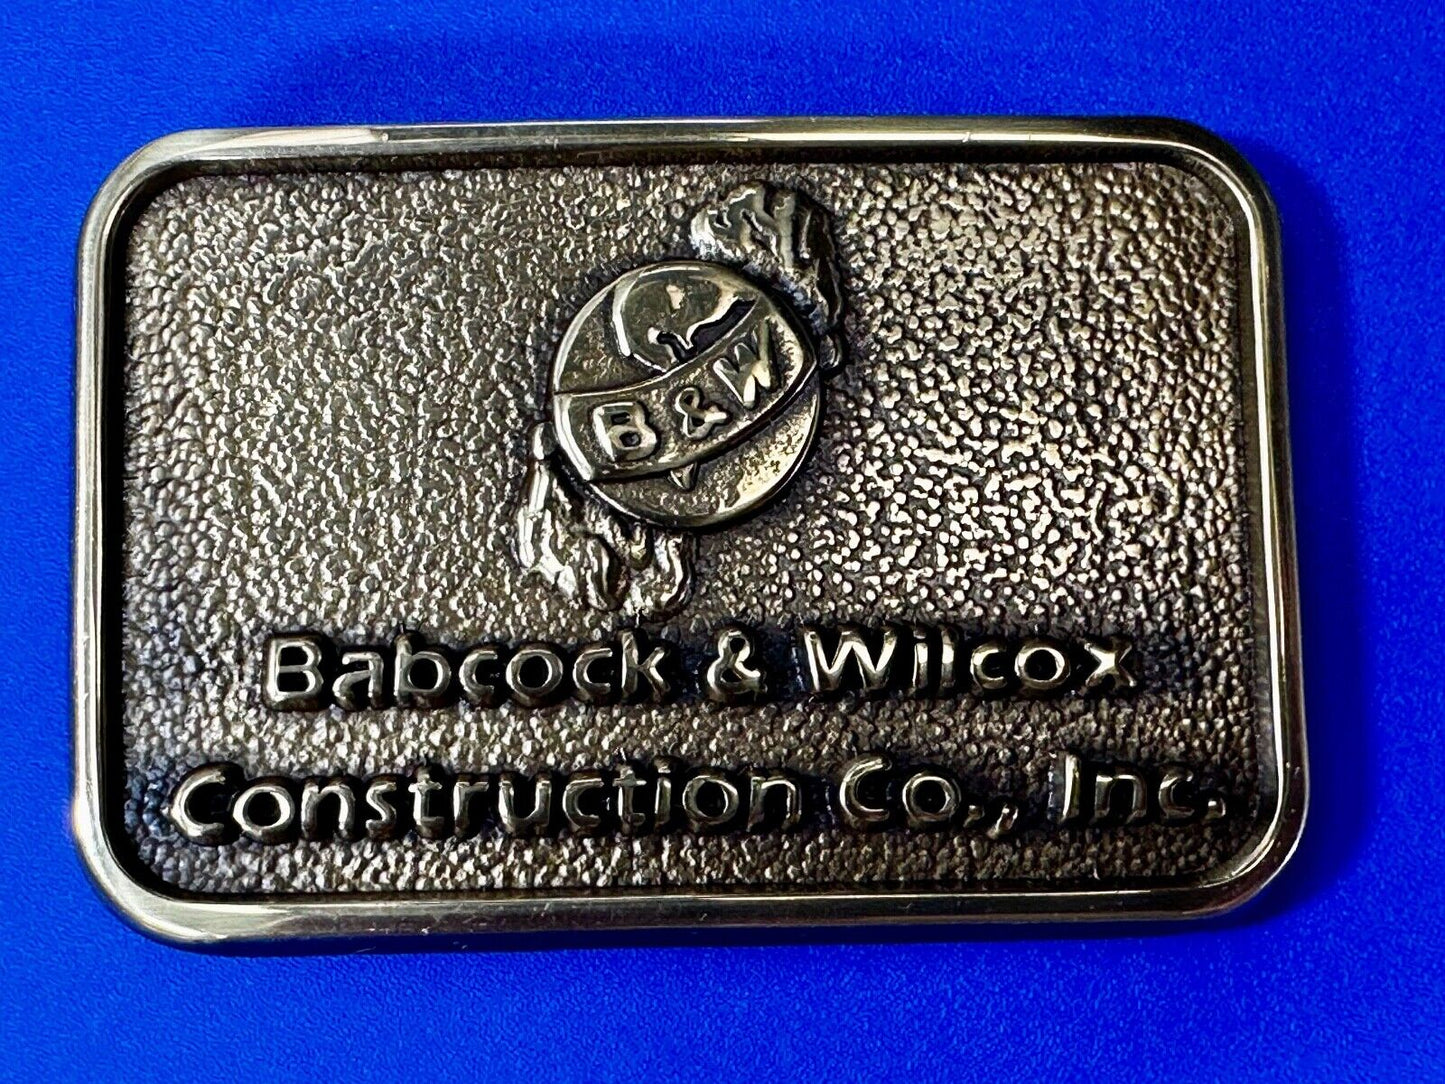 B & W
Babcock & Wilcox
Construction Co., Inc.